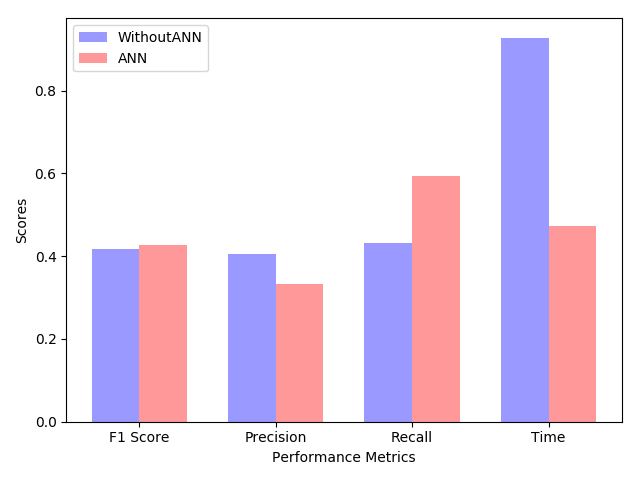 WithoutANN
ANN
Scores
0.8
0.6
0.4
0.2
0.0
F1 Score
Precision
Recall
Time
Performance Metrics